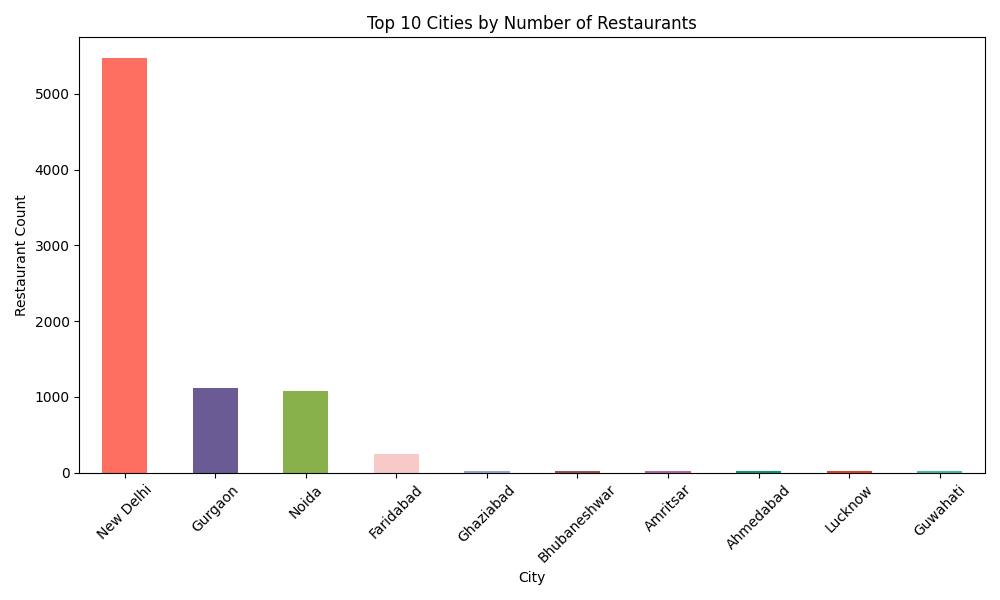 Top 10 Cities by Number of Restaurants
Restaurant Count
5000
4000
3000
2000
1000
0
New Delhi
Gurgaon
Noida
Faridabad
Ghaziabad
Bhubaneshwar
Amritsar
Ahmedabad
Lucknow
Guwahati
City